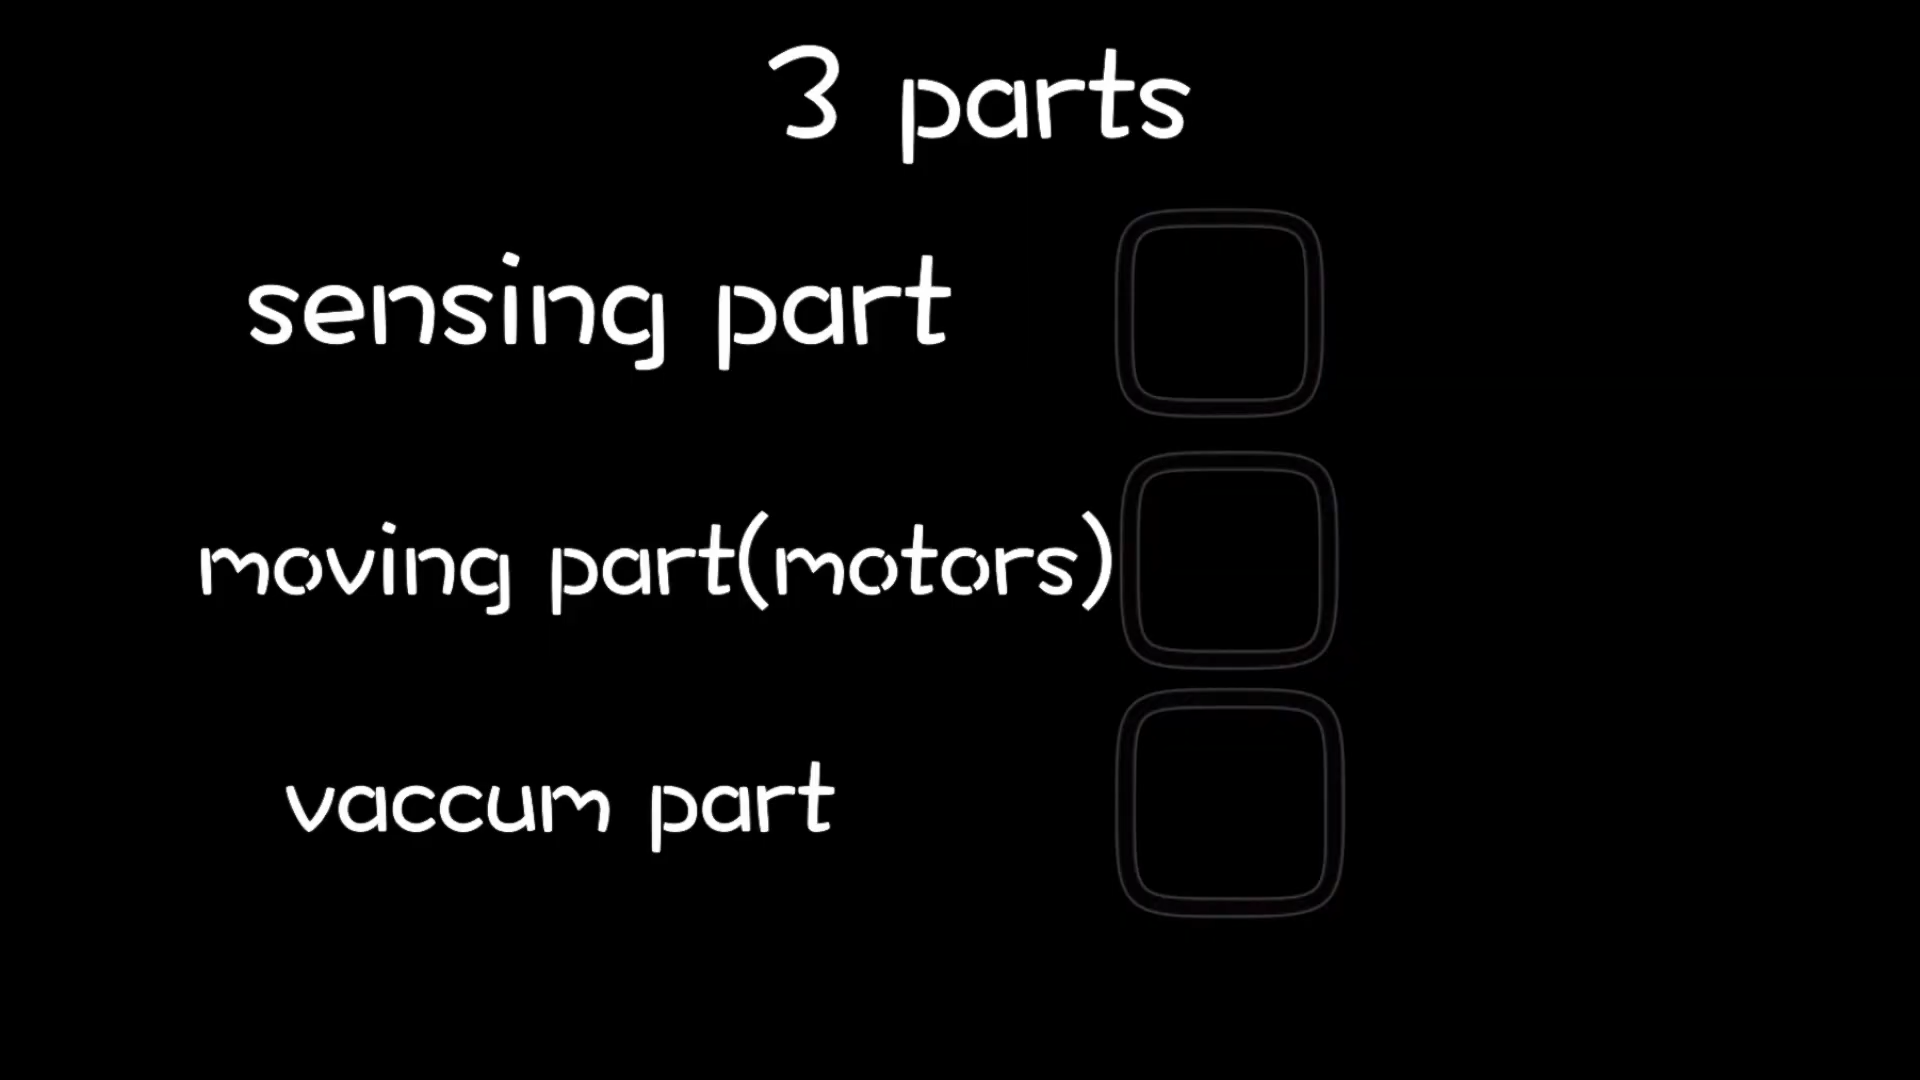 3 parts
sensing part
moving part(motors)
vaccum part